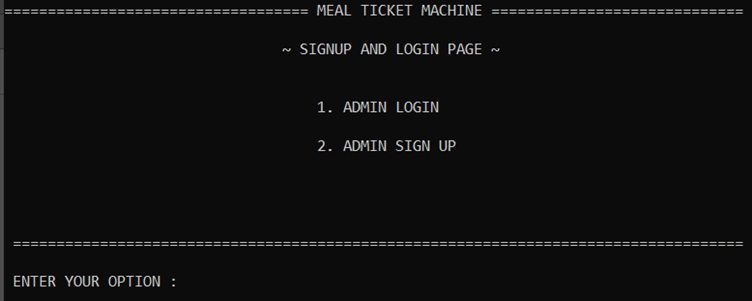 =================================== MEAL TICKET MACHINE =============================
~ SIGNUP AND LOGIN PAGE ~
1. ADMIN LOGIN
2. ADMIN SIGN UP
====================================================================================
ENTER YOUR OPTION :